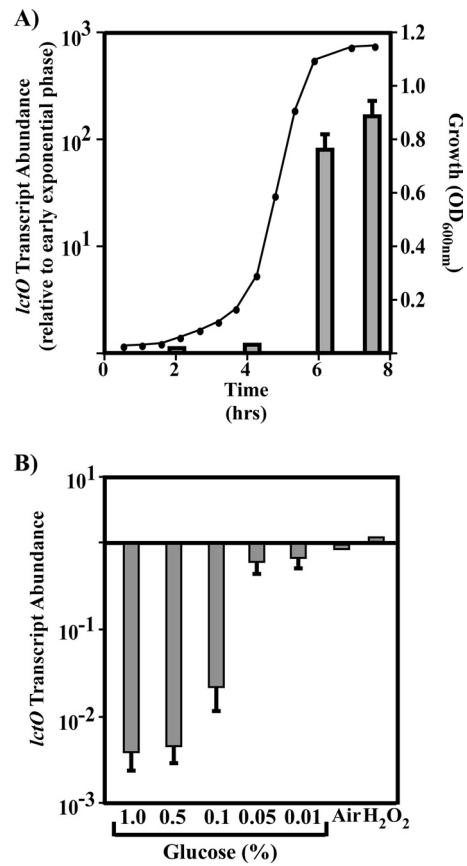 A)
lctO Transcript Abundance
(relative to early exponential phase)
10³
10²
10¹
1.2
1.0
0.8
0.6
0.4
0.2
Growth (OD₆₀₀nm)
0 2 4 6 8
Time
(hrs)
B)
lctO Transcript Abundance
10¹
10⁻¹
10⁻²
10⁻³
1.0 0.5 0.1 0.05 0.01 Air H₂O₂
Glucose (%)